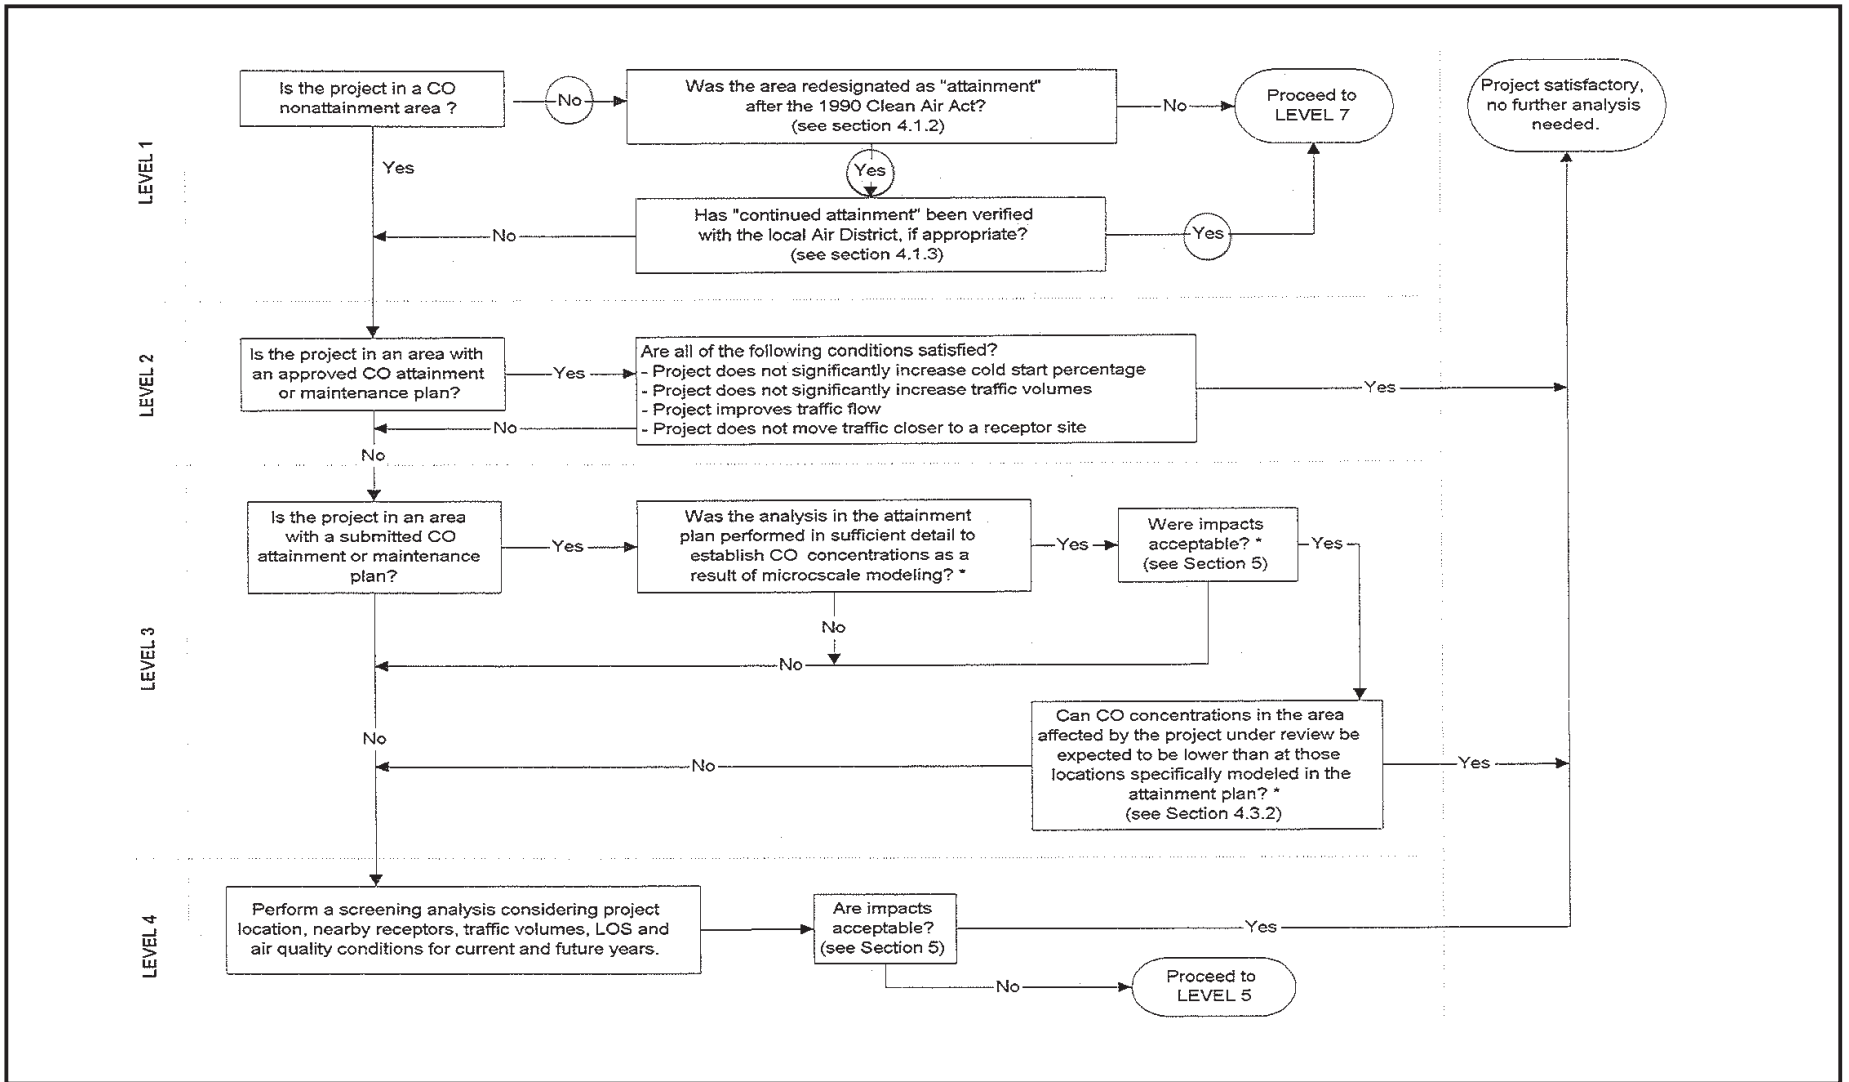 Is the project in a CO
nonattainment area ?
No
Was the area redesignated as "attainment"
after the 1990 Clean Air Act?
(see section 4.1.2)
No
Proceed to
LEVEL 7
Project satisfactory,
no further analysis
needed.
LEVEL 1
Yes
Yes
Has "continued attainment" been verified
with the local Air District, if appropriate?
(see section 4.1.3)
No
Yes
LEVEL 2
Is the project in an area with
an approved CO attainment
or maintenance plan?
Yes
Are all of the following conditions satisfied?
- Project does not significantly increase cold start percentage
- Project does not significantly increase traffic volumes
- Project improves traffic flow
- Project does not move traffic closer to a receptor site
Yes
No
No
LEVEL 3
Is the project in an area
with a submitted CO
attainment or maintenance
plan?
Yes
Was the analysis in the attainment
plan performed in sufficient detail to
establish CO concentrations as a
result of microcscale modeling? *
Yes
Were impacts
acceptable? *
(see Section 5)
Yes
No
No
No
Can CO concentrations in the area
affected by the project under review be
expected to be lower than at those
locations specifically modeled in the
attainment plan? *
(see Section 4.3.2)
No
Yes
LEVEL 4
Perform a screening analysis considering project
location, nearby receptors, traffic volumes, LOS and
air quality conditions for current and future years.
Are impacts
acceptable?
(see Section 5)
Yes
No
Proceed to
LEVEL 5